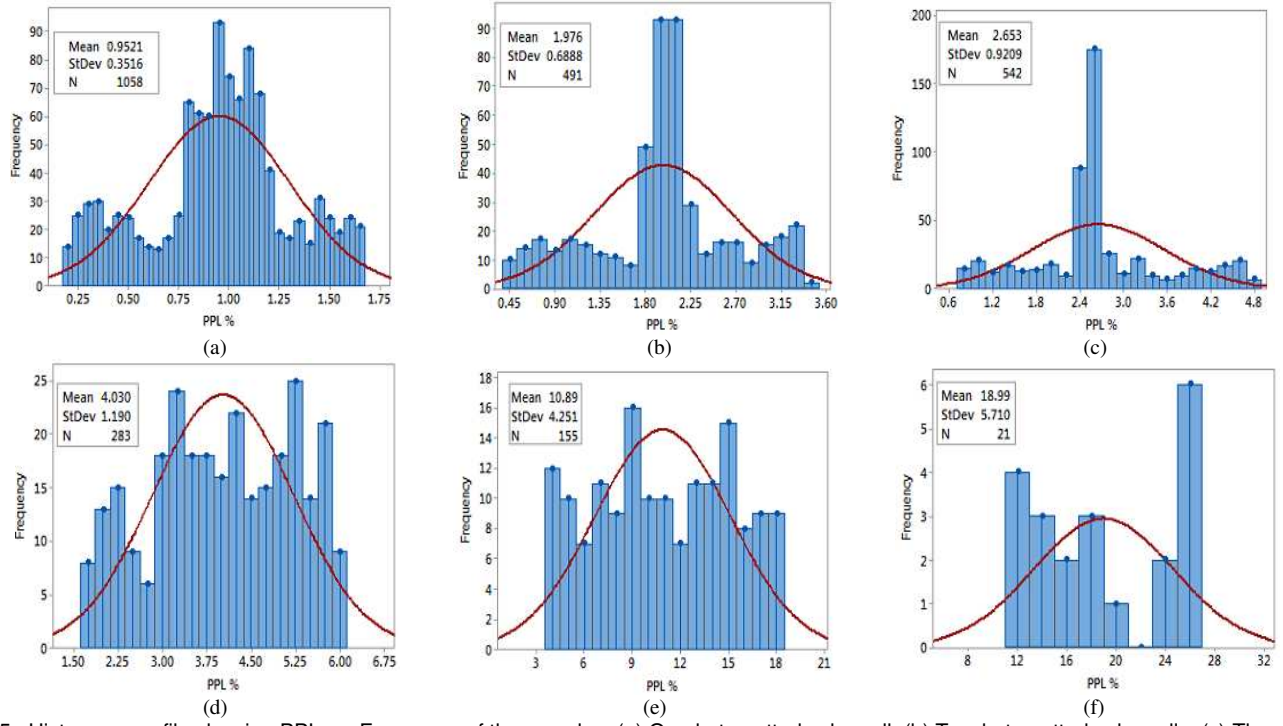 Mean 0.9521
StDev 0.3516
N 1058
Frequency
90
80
70
60
50
40
30
20
10
0
0.25 0.50 0.75 1.00 1.25 1.50 1.75
PPL %
(a)
Mean 1.976
StDev 0.6888
N 491
Frequency
90
80
70
60
50
40
30
20
10
0
0.45 0.90 1.35 1.80 2.25 2.70 3.15 3.60
PPL %
(b)
Mean 2.653
StDev 0.9209
N 542
Frequency
200
150
100
50
0
0.6 1.2 1.8 2.4 3.0 3.6 4.2 4.8
PPL %
(c)
Mean 4.030
StDev 1.190
N 283
Frequency
25
20
15
10
5
0
1.50 2.25 3.00 3.75 4.50 5.25 6.00 6.75
PPL %
(d)
Mean 10.89
StDev 4.251
N 155
Frequency
18
16
14
12
10
8
6
4
2
0
3 6 9 12 15 18 21
PPL %
(e)
Mean 18.99
StDev 5.710
N 21
Frequency
6
5
4
3
2
1
0
8 12 16 20 24 28 32
PPL %
(f)